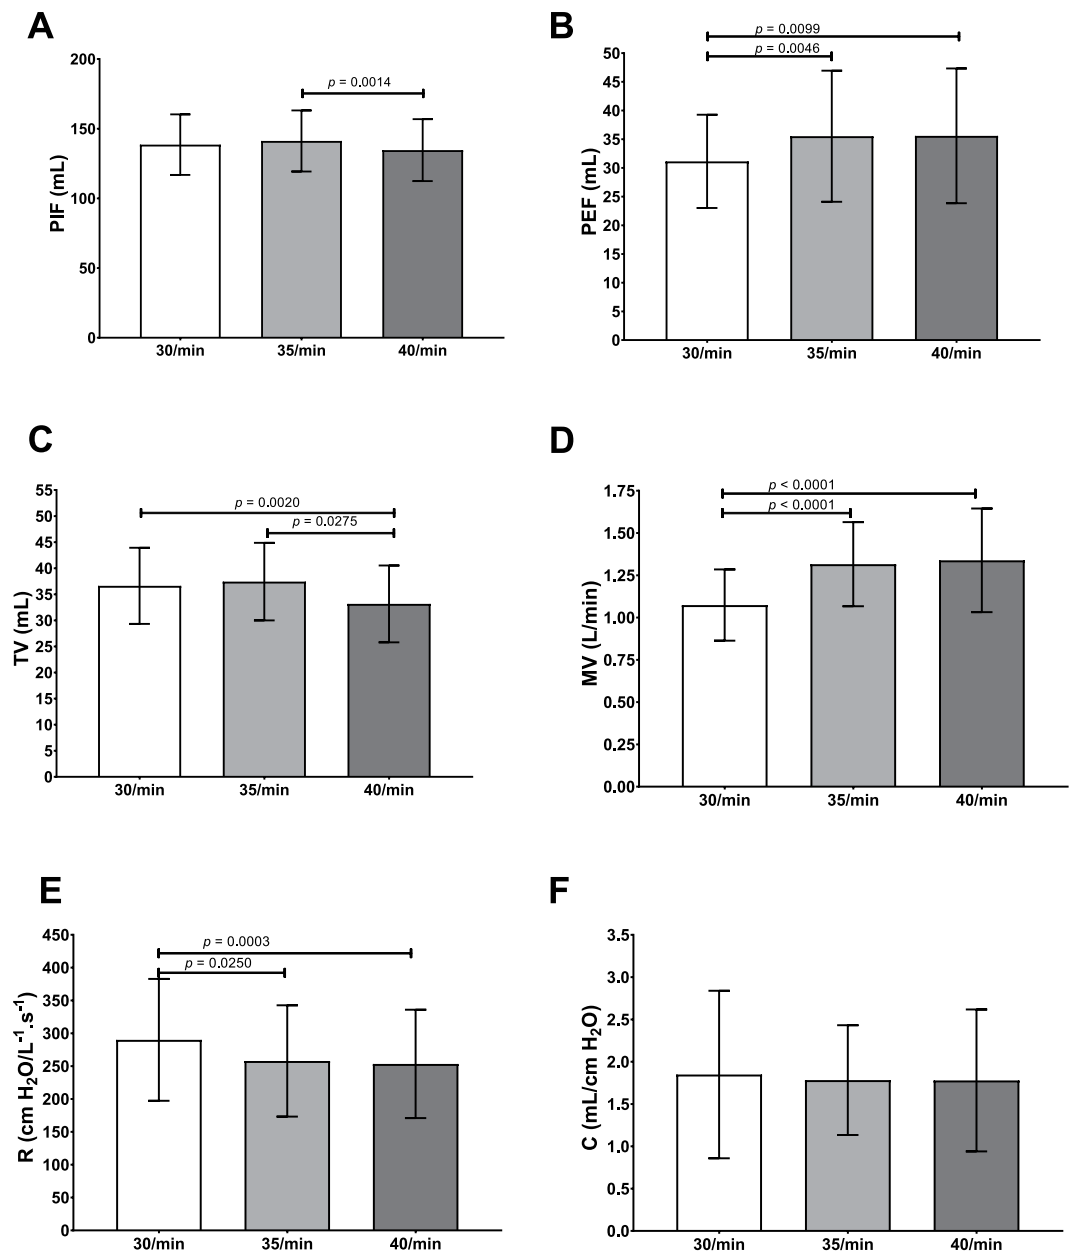 A
PIF (mL)
200
150
100
50
0
p = 0.0014
30/min
35/min
40/min
B
PEF (mL)
50
45
40
35
30
25
20
15
10
5
0
p = 0.0099
p = 0.0046
30/min
35/min
40/min
C
TV (mL)
55
50
45
40
35
30
25
20
15
10
5
0
p = 0.0020
p = 0.0275
30/min
35/min
40/min
D
MV (L/min)
1.75
1.50
1.25
1.00
0.75
0.50
0.25
0.00
p < 0.0001
p < 0.0001
30/min
35/min
40/min
E
R (cm H₂O/L⁻¹.s⁻¹)
450
400
350
300
250
200
150
100
50
0
p = 0.0003
p = 0.0250
30/min
35/min
40/min
F
C (mL/cm H₂O)
3.5
3.0
2.5
2.0
1.5
1.0
0.5
0.0
30/min
35/min
40/min